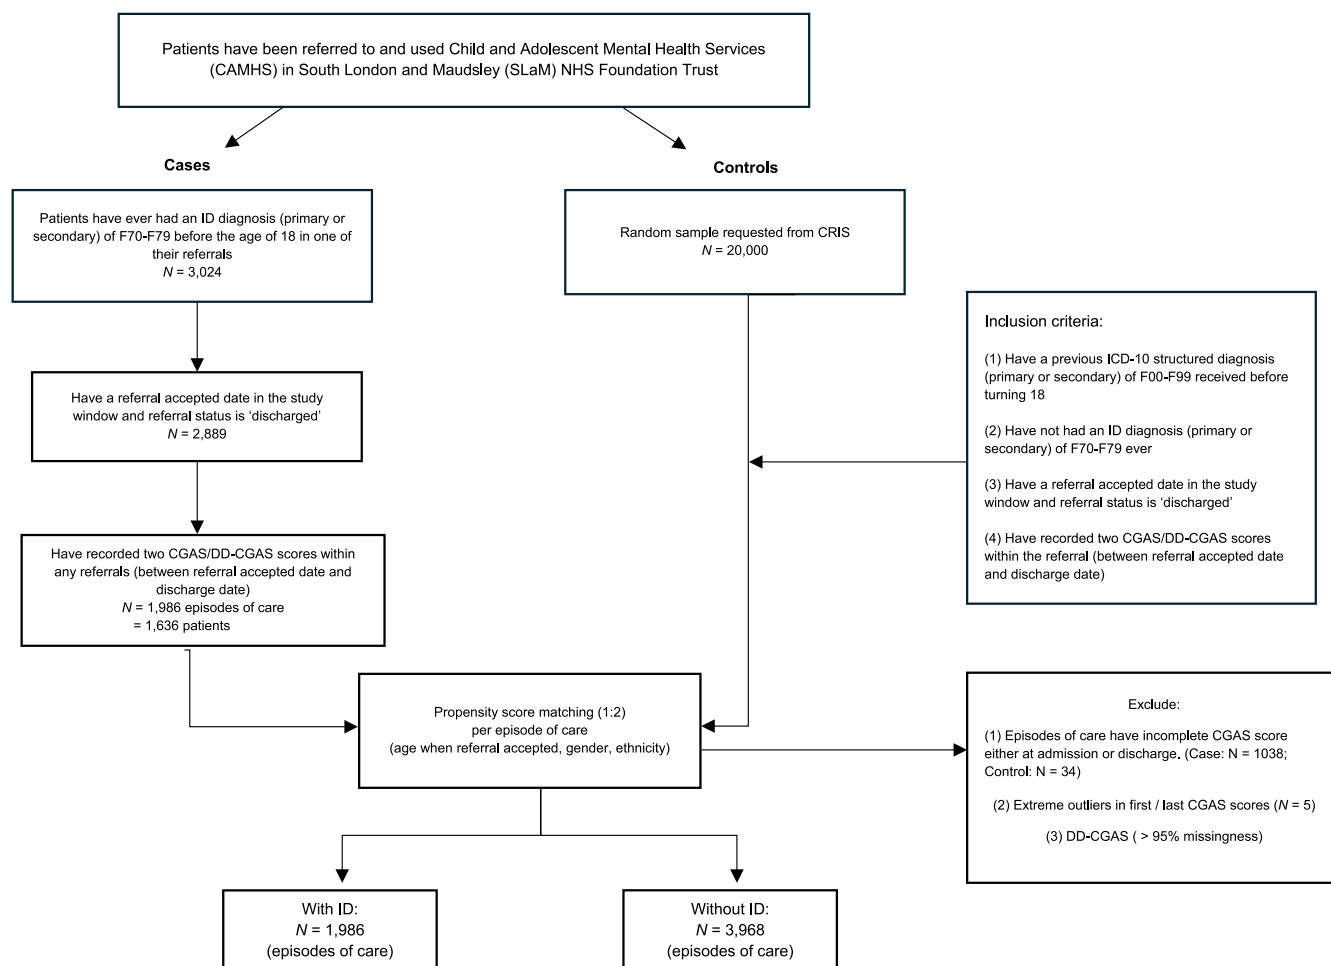 Patients have been referred to and used Child and Adolescent Mental Health Services
(CAMHS) in South London and Maudsley (SLaM) NHS Foundation Trust
Cases
Controls
Patients have ever had an ID diagnosis (primary or
secondary) of F70-F79 before the age of 18 in one of
their referrals
N = 3,024
Random sample requested from CRIS
N = 20,000
Inclusion criteria:
(1) Have a previous ICD-10 structured diagnosis
(primary or secondary) of F00-F99 received before
turning 18
(2) Have not had an ID diagnosis (primary or
secondary) of F70-F79 ever
(3) Have a referral accepted date in the study
window and referral status is ‘discharged’
(4) Have recorded two CGAS/DD-CGAS scores
within the referral (between referral accepted date
and discharge date)
Have a referral accepted date in the study
window and referral status is ‘discharged’
N = 2,889
Have recorded two CGAS/DD-CGAS scores within
any referrals (between referral accepted date and
discharge date)
N = 1,986 episodes of care
= 1,636 patients
Propensity score matching (1:2)
per episode of care
(age when referral accepted, gender, ethnicity)
Exclude:
(1) Episodes of care have incomplete CGAS score
either at admission or discharge. (Case: N = 1038;
Control: N = 34)
(2) Extreme outliers in first / last CGAS scores (N = 5)
(3) DD-CGAS ( > 95% missingness)
With ID:
N = 1,986
(episodes of care)
Without ID:
N = 3,968
(episodes of care)